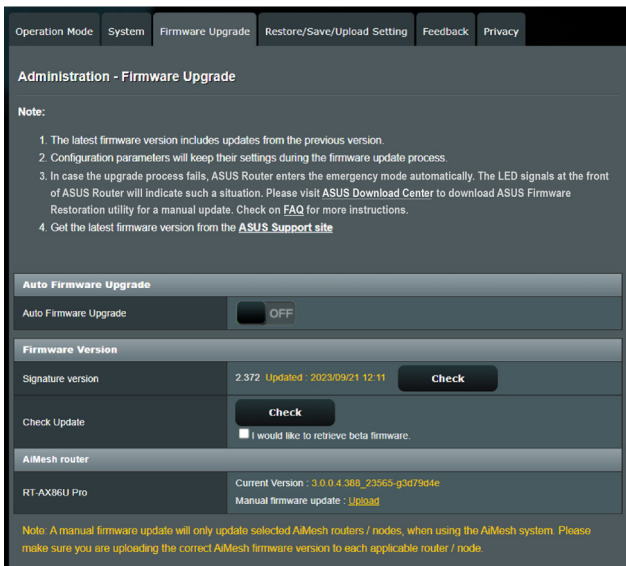 Operation Mode System Firmware Upgrade Restore/Save/Upload Setting Feedback Privacy
Administration - Firmware Upgrade
Note:
1. The latest firmware version includes updates from the previous version.
2. Configuration parameters will keep their settings during the firmware update process.
3. In case the upgrade process fails, ASUS Router enters the emergency mode automatically. The LED signals at the front
of ASUS Router will indicate such a situation. Please visit ASUS Download Center to download ASUS Firmware
Restoration utility for a manual update. Check on FAQ for more instructions.
4. Get the latest firmware version from the ASUS Support site
Auto Firmware Upgrade
Auto Firmware Upgrade OFF
Firmware Version
Signature version 2.372 Updated : 2023/09/21 12:11 Check
Check Update Check
I would like to retrieve beta firmware.
AiMesh router
RT-AX86U Pro Current Version : 3.0.0.4.388_23565-g3d79d4e
Manual firmware update : Upload
Note: A manual firmware update will only update selected AiMesh routers / nodes, when using the AiMesh system. Please
make sure you are uploading the correct AiMesh firmware version to each applicable router / node.